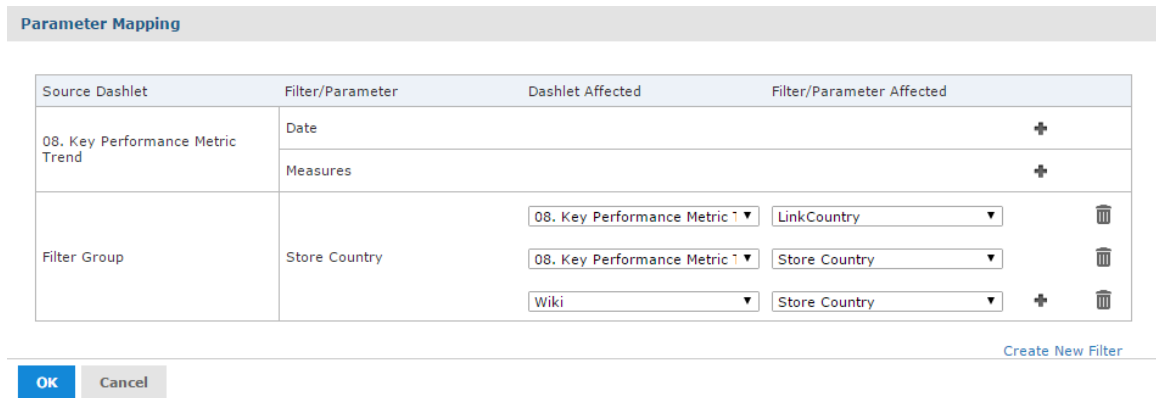 Parameter Mapping
Source Dashlet Filter/Parameter Dashlet Affected Filter/Parameter Affected
08. Key Performance Metric
Trend
Date
Measures
Filter Group
Store Country
08. Key Performance Metric T LinkCountry
08. Key Performance Metric T Store Country
Wiki Store Country
Create New Filter
OK Cancel